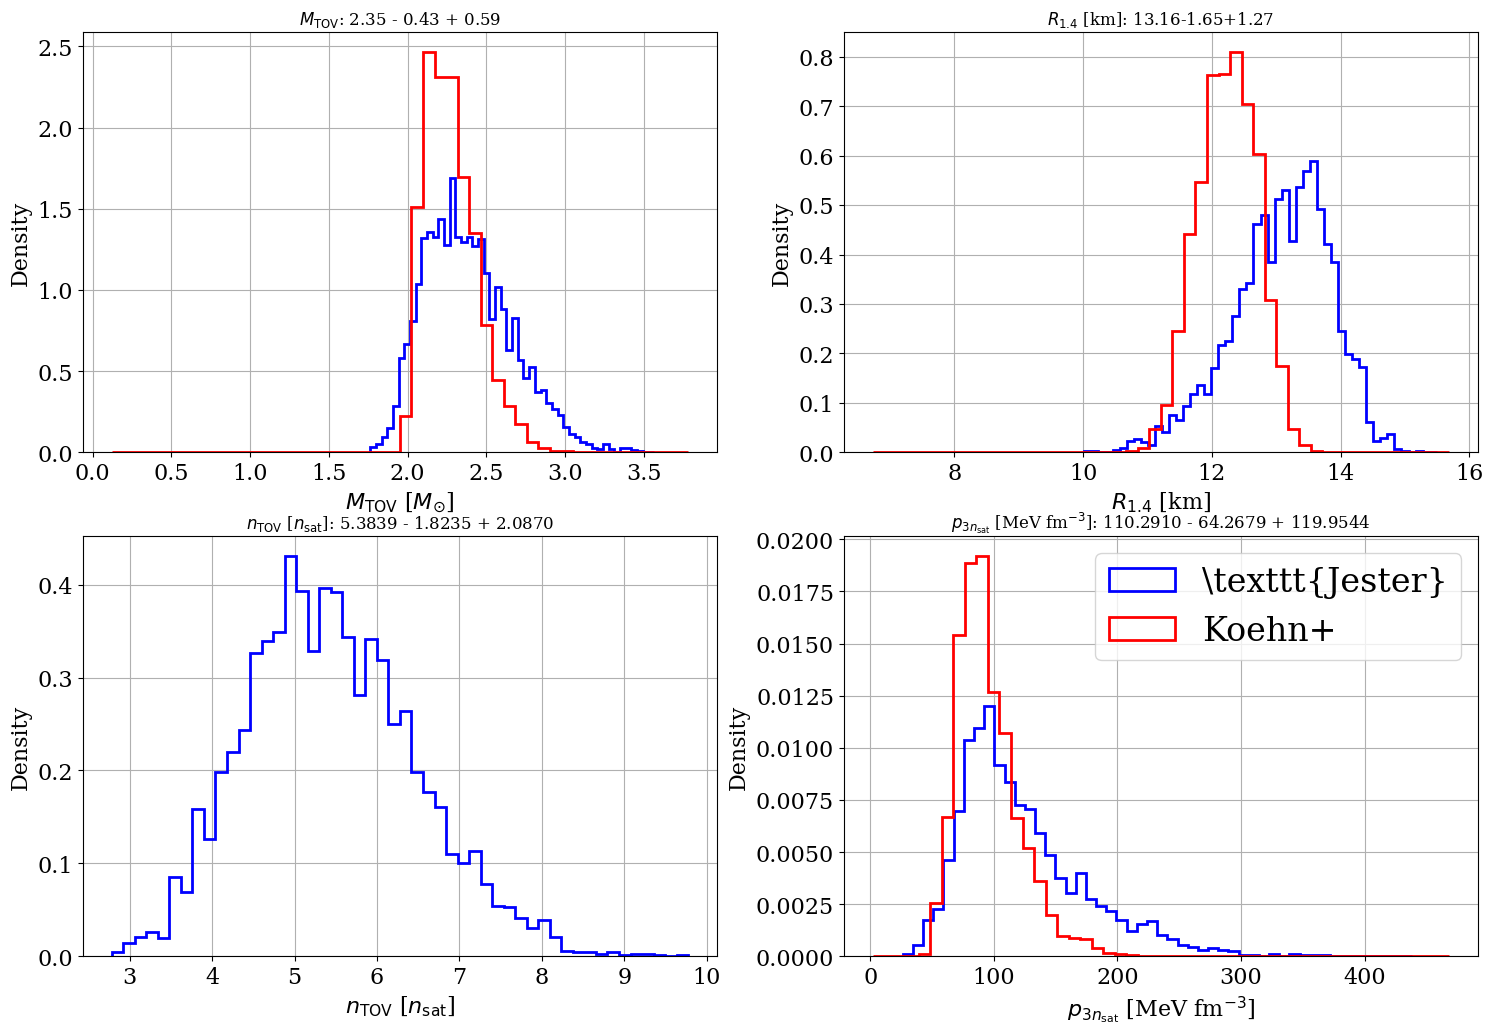 M_TOV: 2.35 - 0.43 + 0.59
2.5
2.0
1.5
1.0
0.5
0.0
Density
0.0 0.5 1.0 1.5 2.0 2.5 3.0 3.5
M_TOV [M_⊙]
R_1.4 [km]: 13.16-1.65+1.27
0.8
0.7
0.6
0.5
0.4
0.3
0.2
0.1
0.0
Density
8 10 12 14 16
R_1.4 [km]
n_TOV [n_sat]: 5.3839 - 1.8235 + 2.0870
0.4
0.3
0.2
0.1
0.0
Density
3 4 5 6 7 8 9 10
n_TOV [n_sat]
p_3n_sat [MeV fm⁻³]: 110.2910 - 64.2679 + 119.9544
0.0200
0.0175
0.0150
0.0125
0.0100
0.0075
0.0050
0.0025
0.0000
Density
\texttt{Jester}
Koehn+
0 100 200 300 400
p_3n_sat [MeV fm⁻³]